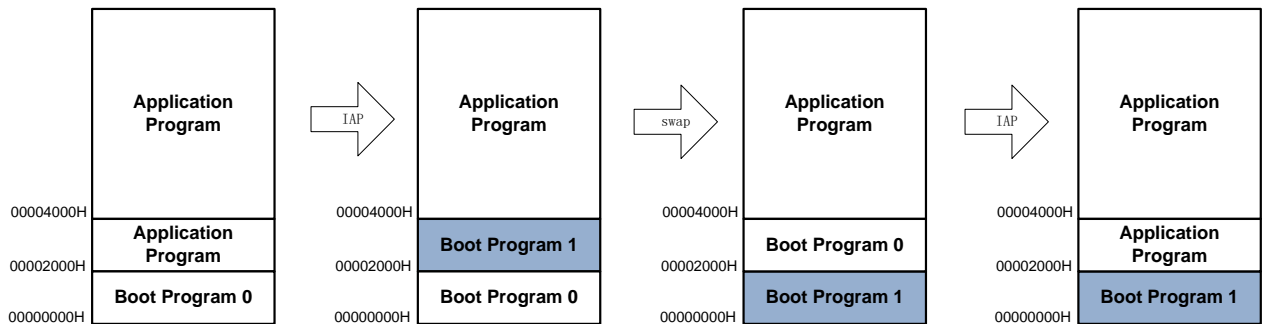 Application
Program
00004000H
Application
Program
00002000H
Boot Program 0
00000000H
IAP
Application
Program
00004000H
Boot Program 1
00002000H
Boot Program 0
00000000H
swap
Application
Program
00004000H
Boot Program 0
00002000H
Boot Program 1
00000000H
IAP
Application
Program
00004000H
Application
Program
00002000H
Boot Program 1
00000000H